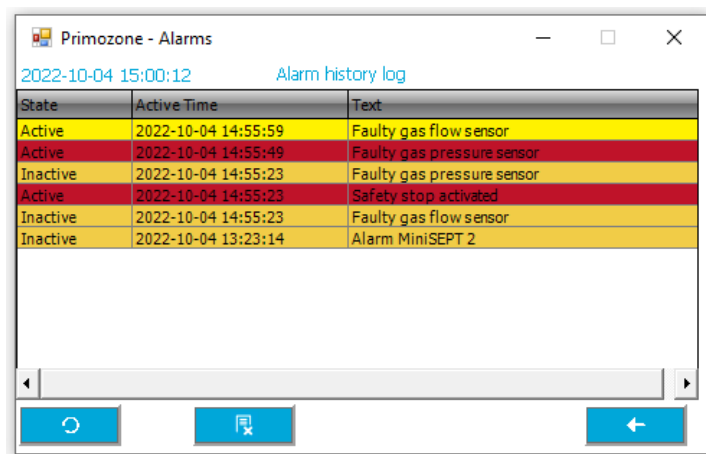 Primozone - Alarms
2022-10-04 15:00:12 Alarm history log
State Active Time Text
Active 2022-10-04 14:55:59 Faulty gas flow sensor
Active 2022-10-04 14:55:49 Faulty gas pressure sensor
Inactive 2022-10-04 14:55:23 Faulty gas pressure sensor
Active 2022-10-04 14:55:23 Safety stop activated
Inactive 2022-10-04 14:55:23 Faulty gas flow sensor
Inactive 2022-10-04 13:23:14 Alarm MiniSEPT 2